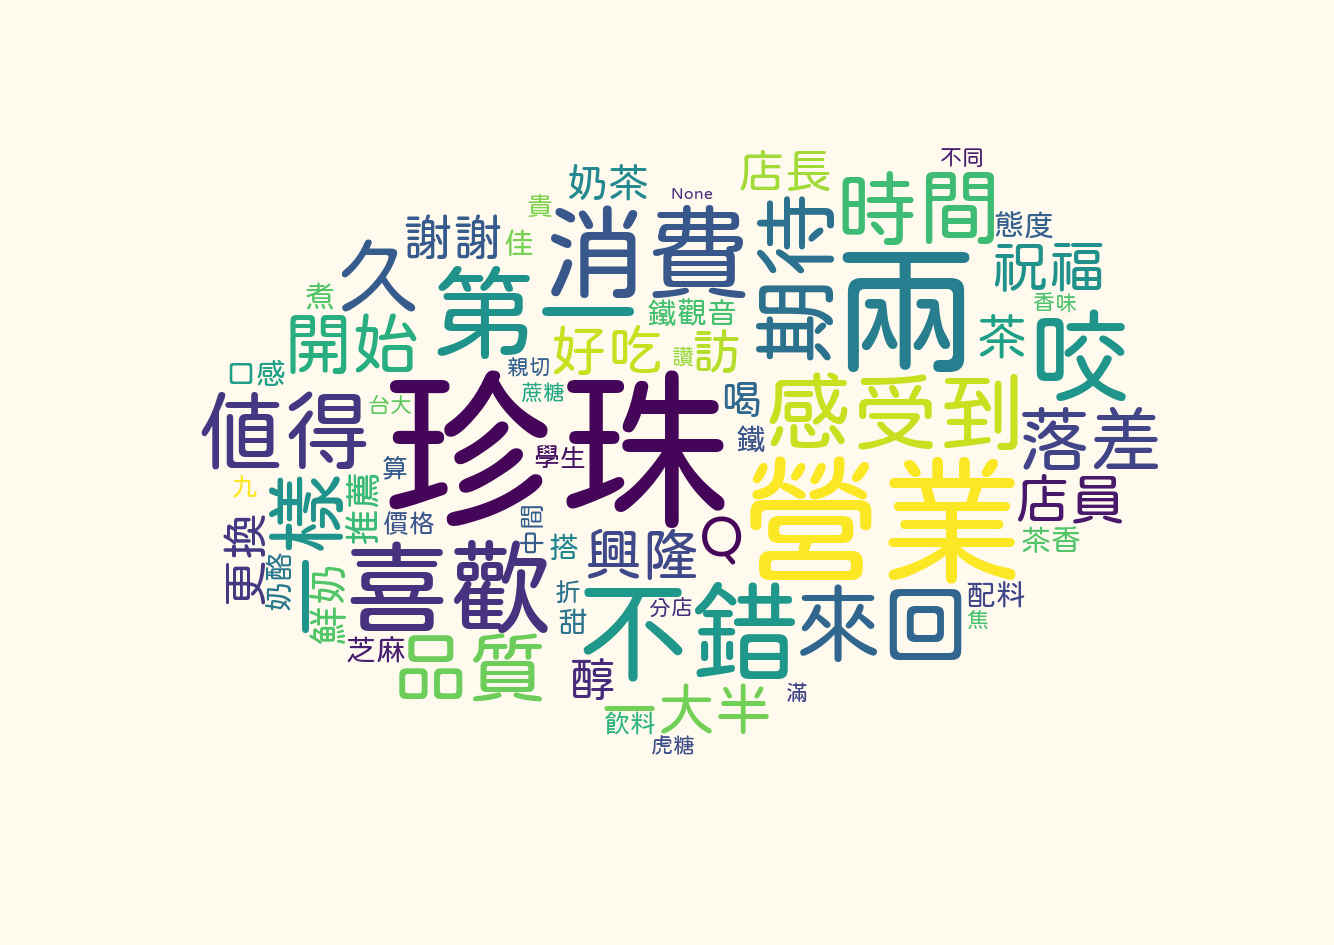 不同
店長
奶茶
None
時間
貴
消費
期待
態度
謝謝
佳
久
祝福
兩
第一
煮
鐵觀音
香味
開始
好吃
訪
茶
咬
讚
親切
口感
珍珠
感受到
蔗糖
喝
值得
台大
落差
鐵
學生
算
營業
九
一樣
推薦
店員
更換
價格
中間
Q
茶香
興隆
搭
喜歡
奶酪
鮮奶
折
不錯
來回
配料
分店
甜
焦
芝麻
品質
醇
一大半
滿
飲料
虎糖